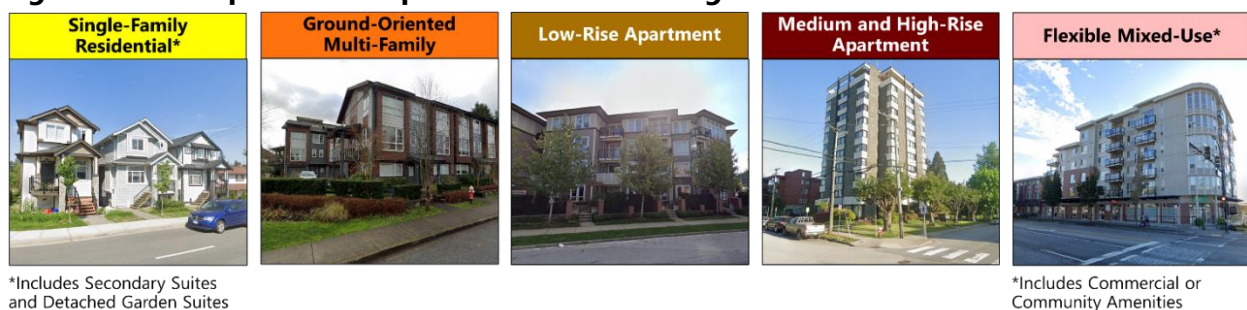 Single-Family
Residential*
Ground-Oriented
Multi-Family
Low-Rise Apartment
Medium and High-Rise
Apartment
Flexible Mixed-Use*
*Includes Secondary Suites
and Detached Garden Suites
*Includes Commercial or
Community Amenities